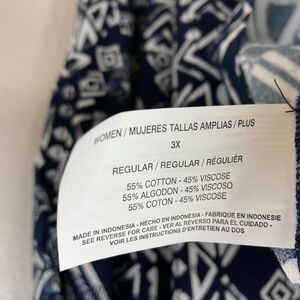 WOMEN / MUJERES TALLAS AMPLIAS / PLUS
3X
REGULAR / REGULAR / RÉGULIÈR
55% COTTON - 45% VISCOSE
55% ALGODON - 45% VISCOSO
55% COTON - 45% VISCOSE
MADE IN INDONESIA - HECHO EN INDONESIA - FABRIQUE EN INDONESIE
SEE REVERSE FOR CARE - VER AL REVERSO PARA EL CUIDADO -
VOIR LES INSTRUCTIONS D'ENTRETIEN AU DOS